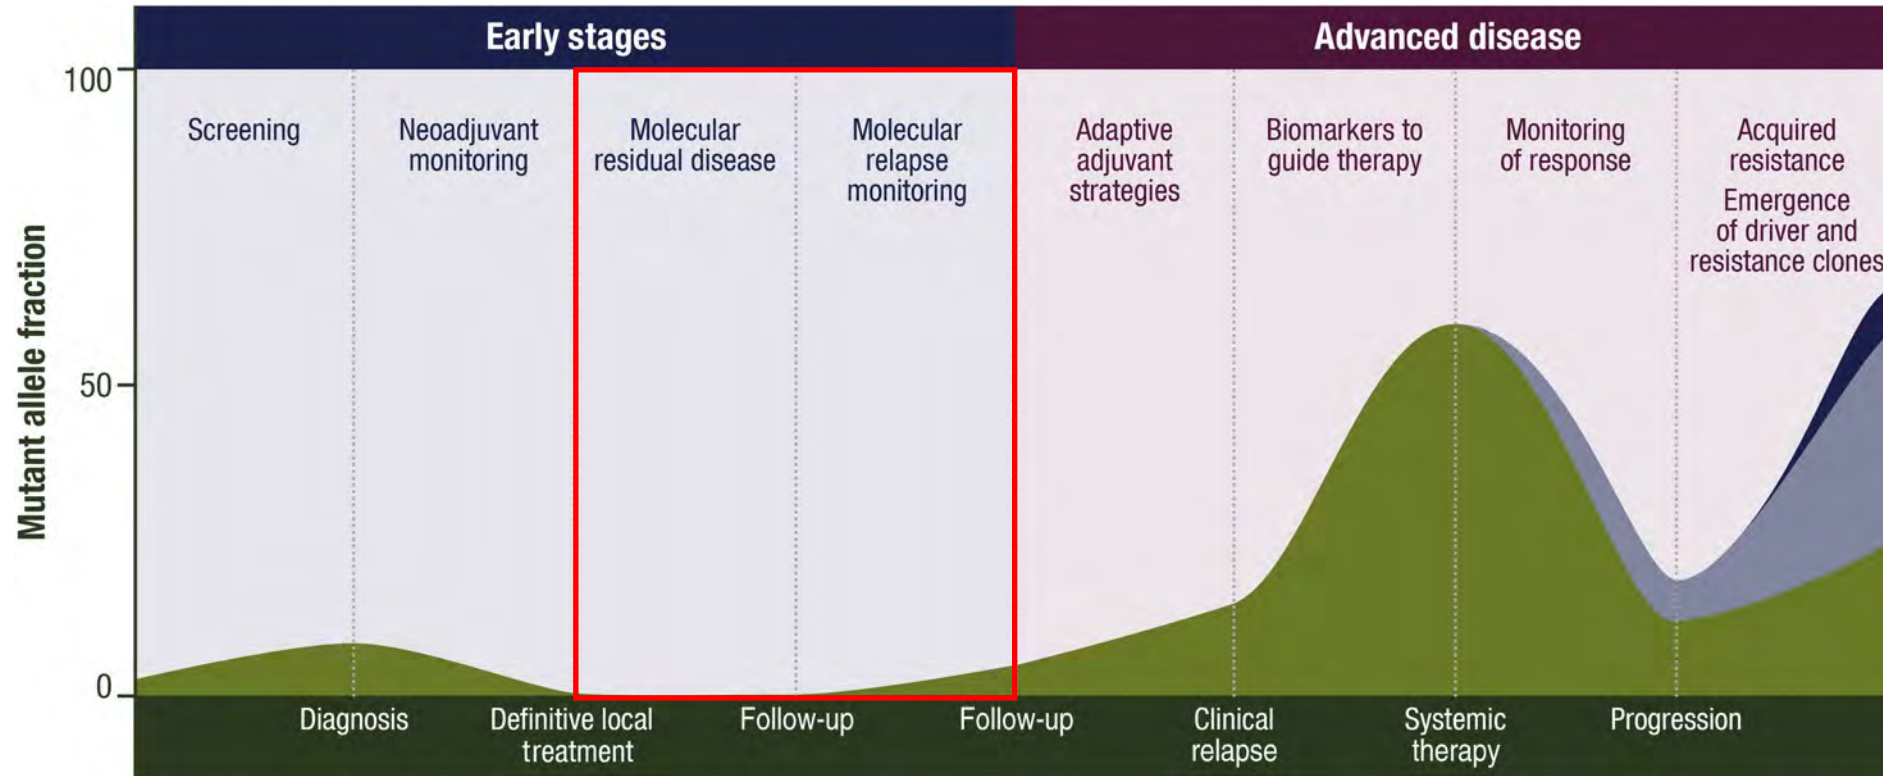 Early stages
Advanced disease
100
50
0
Mutant allele fraction
Screening
Neoadjuvant
monitoring
Molecular
residual disease
Molecular
relapse
monitoring
Adaptive
adjuvant
strategies
Biomarkers to
guide therapy
Monitoring
of response
Acquired
resistance
Emergence
of driver and
resistance clones
Diagnosis
Definitive local
treatment
Follow-up
Follow-up
Clinical
relapse
Systemic
therapy
Progression